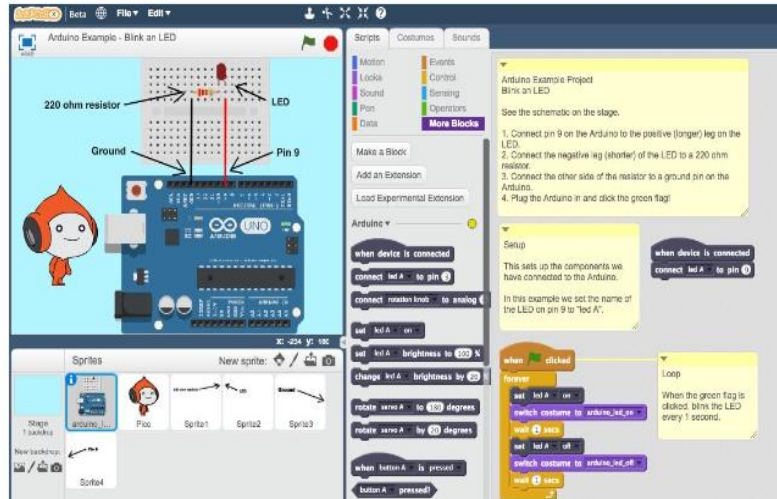 Beta File▾ Edit▾
Arduino Example - Blink an LED
220 ohm resistor
LED
Ground
Pin 9
UNO
ARDUINO
x: -234 y: 180
Sprites New sprite:
Stage
1 backdrop
New backdrop:
arduino_l...
Pico
Sprite1
Sprite2
Sprite3
Sprite4
Scripts Costumes Sounds
Motion Events
Looks Control
Sound Sensing
Pen Operators
Data More Blocks
Make a Block
Add an Extension
Load Experimental Extension
Arduino▾
when device is connected
connect led A to pin
connect rotation knob to analog
set led A on
set led A brightness to 100 %
change led A brightness by 20 %
rotate servo A to 180 degrees
rotate servo A by 20 degrees
when button A is pressed
button A pressed?
Arduino Example Project
Blink an LED
See the schematic on the stage.
1. Connect pin 9 on the Arduino to the positive (longer) leg on the
LED.
2. Connect the negative leg (shorter) of the LED to a 220 ohm
resistor.
3. Connect the other side of the resistor to a ground pin on the
Arduino.
4. Plug the Arduino in and click the green flag!
Setup
This sets up the components we
have connected to the Arduino.
In this example we set the name of
the LED on pin 9 to "led A".
when device is connected
connect led A to pin 9
when clicked
forever
set led A on
switch costume to arduino_led_on
wait 1 secs
set led A off
switch costume to arduino_led_off
wait 1 secs
Loop
When the green flag is
clicked, blink the LED
every 1 second.